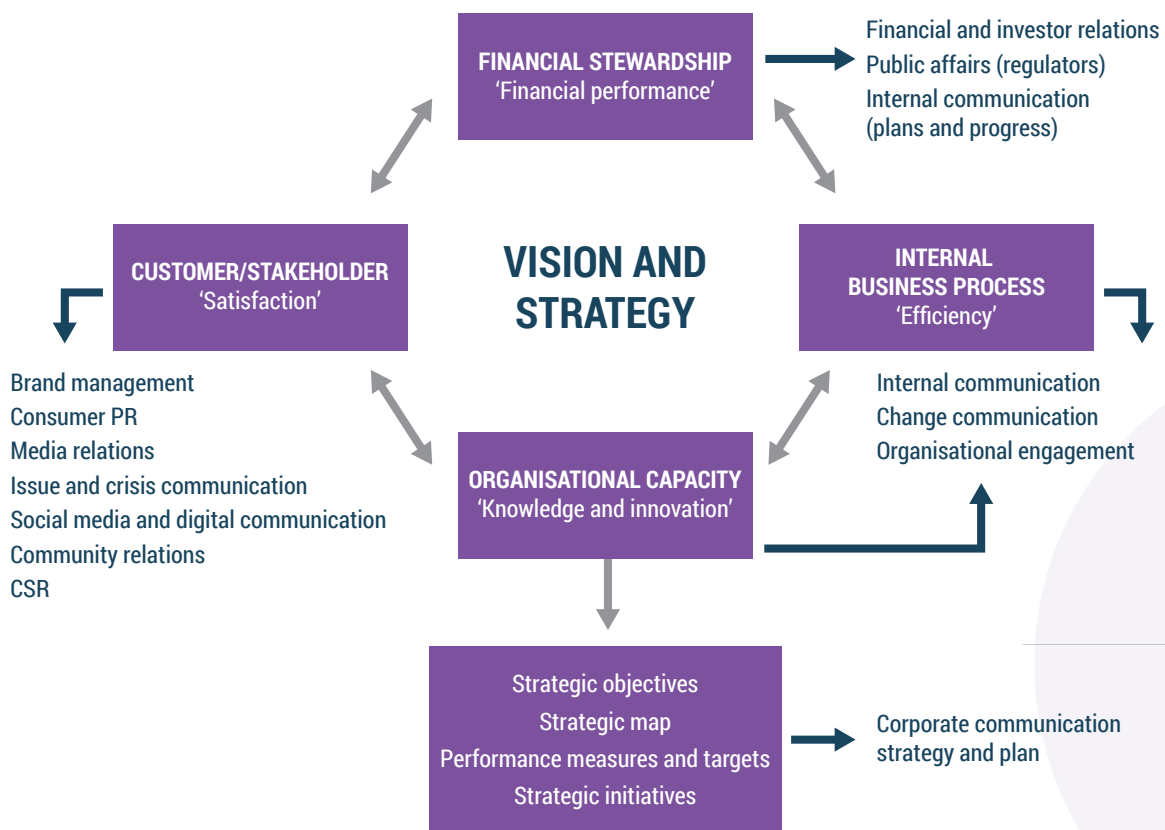 FINANCIAL STEWARDSHIP
‘Financial performance’
Financial and investor relations
Public affairs (regulators)
Internal communication
(plans and progress)
CUSTOMER/STAKEHOLDER
‘Satisfaction’
VISION AND
STRATEGY
INTERNAL
BUSINESS PROCESS
‘Efficiency’
Brand management
Consumer PR
Media relations
Issue and crisis communication
Social media and digital communication
Community relations
CSR
Internal communication
Change communication
Organisational engagement
ORGANISATIONAL CAPACITY
‘Knowledge and innovation’
Strategic objectives
Strategic map
Performance measures and targets
Strategic initiatives
Corporate communication
strategy and plan